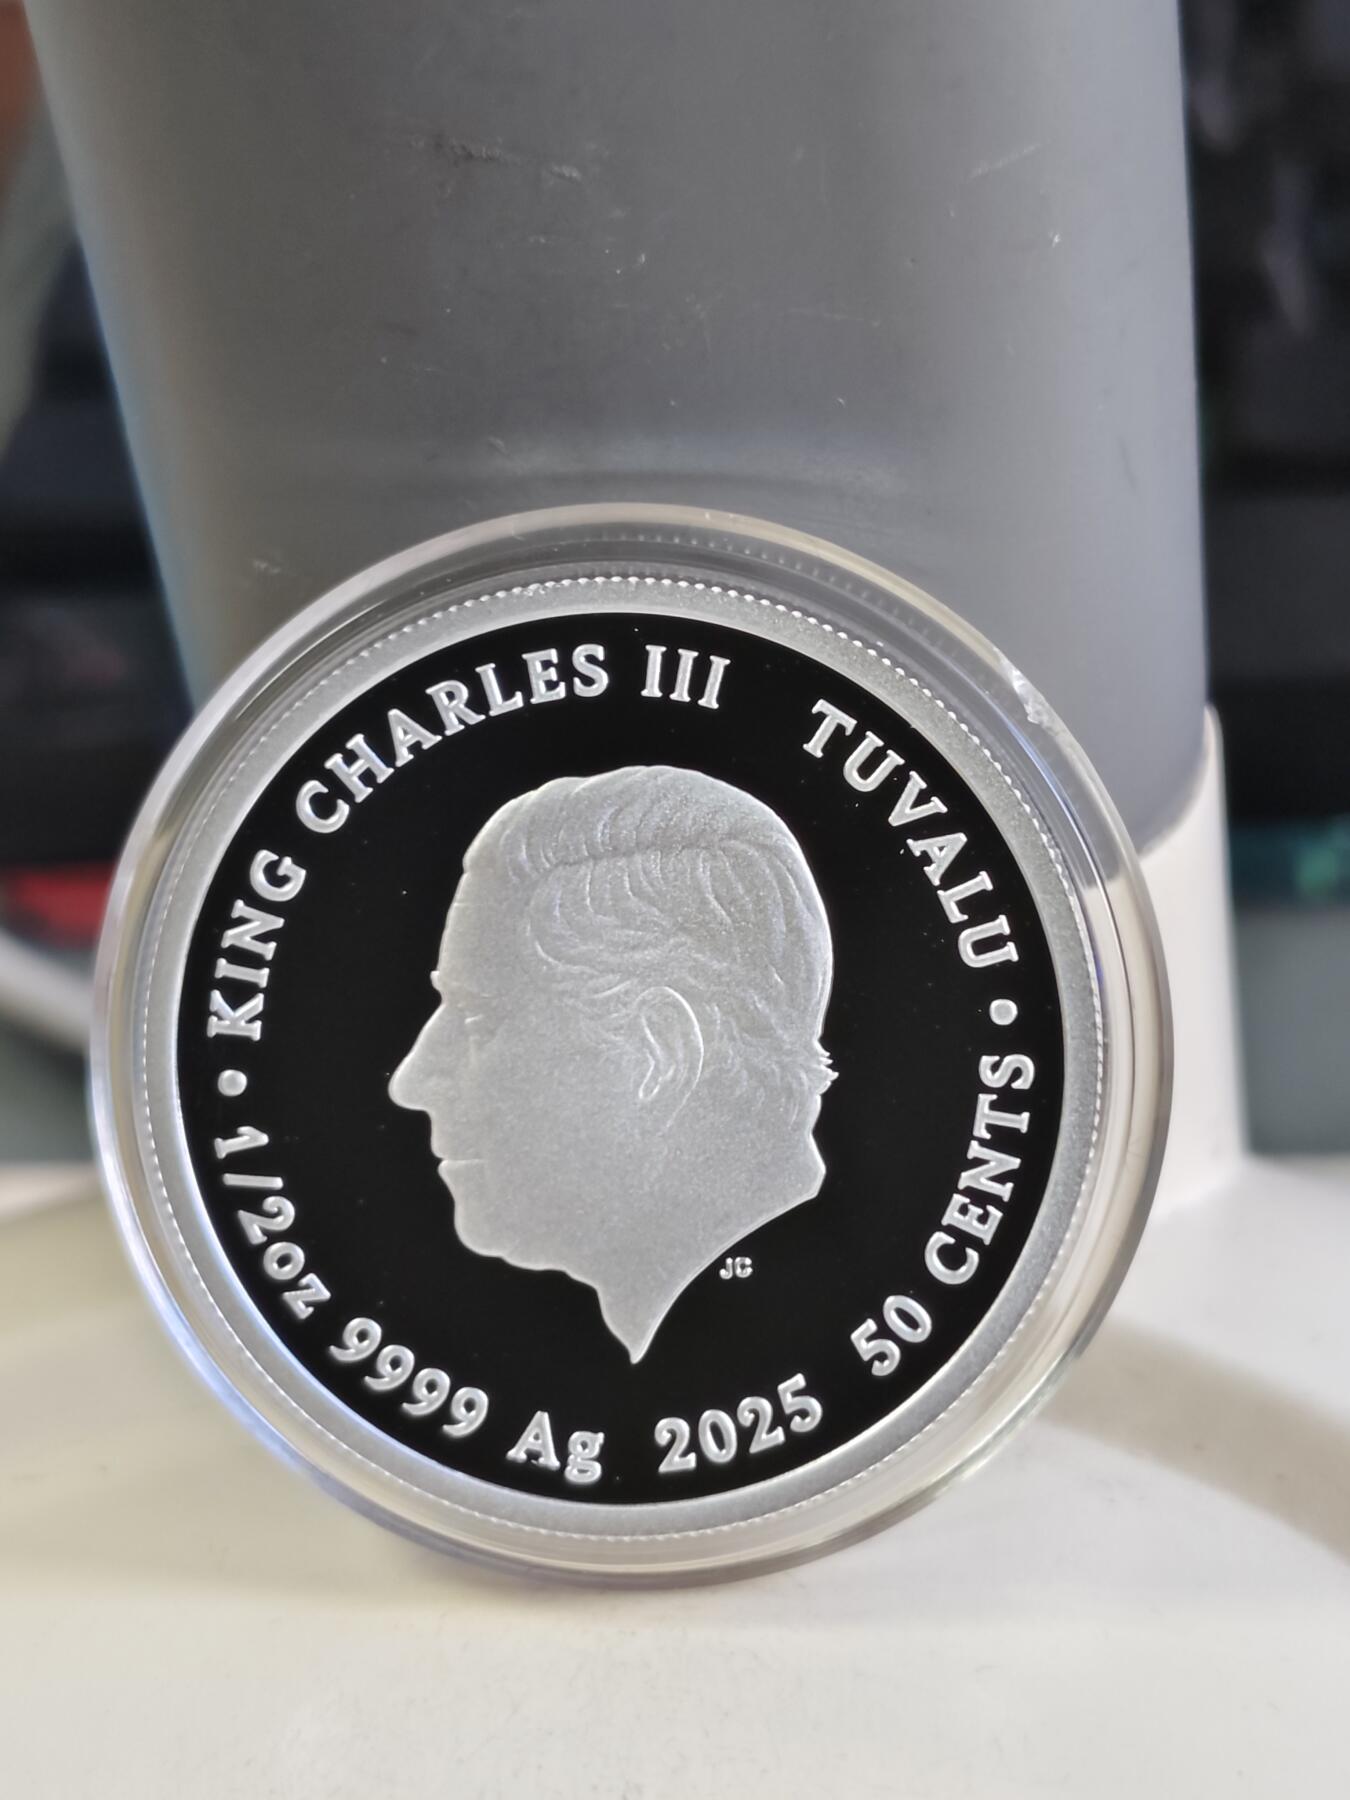 KING CHARLES III TUVALU • 50 CENTS 2025 1/2oz 9999 Ag •
JC